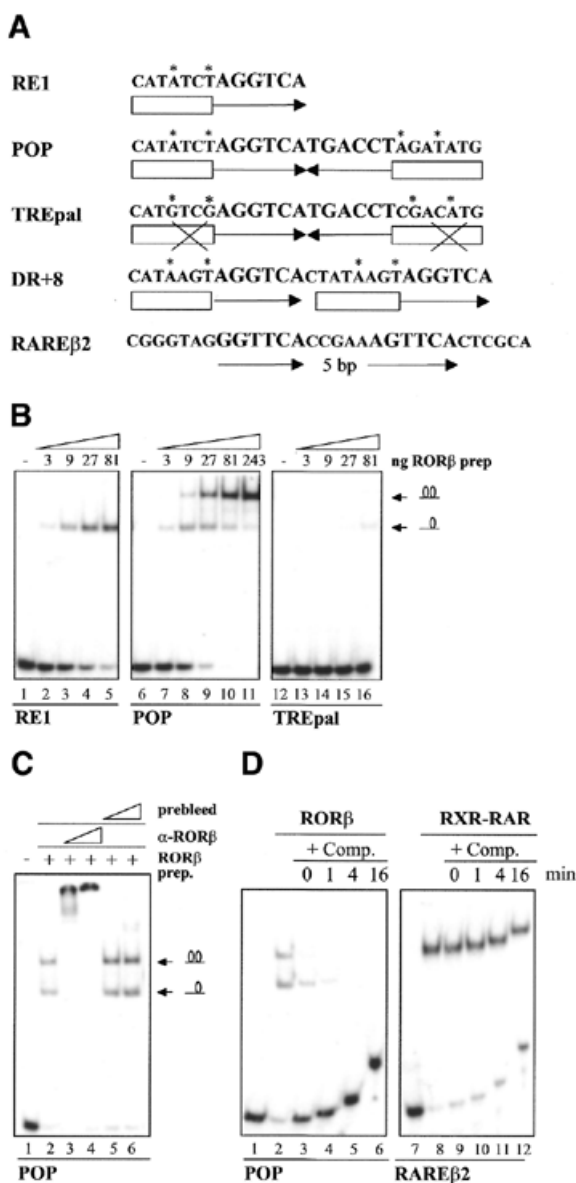 A
* *
RE1 CATATCTAGGTCA
* * * *
POP CATATCTAGGTCATGACCTAGATATG
* * * *
TREpal CATGTCGAGGTCATGACCTCGACATG
* * * *
DR+8 CATAAGTAGGTCACTATAAGTAGGTCA
RAREβ2 CGGGTAGGGTTCACCGAAAGTTCACTCGCA
5 bp
B
- 3 9 27 81 - 3 9 27 81 243 - 3 9 27 81 ng RORβ prep
1 2 3 4 5 6 7 8 9 10 11 12 13 14 15 16
RE1 POP TREpal
C
prebleed
α-RORβ
- + + + + + RORβ
prep.
1 2 3 4 5 6
POP
D
RORβ RXR-RAR
+ Comp. + Comp.
0 1 4 16 0 1 4 16 min
1 2 3 4 5 6 7 8 9 10 11 12
POP RAREβ2